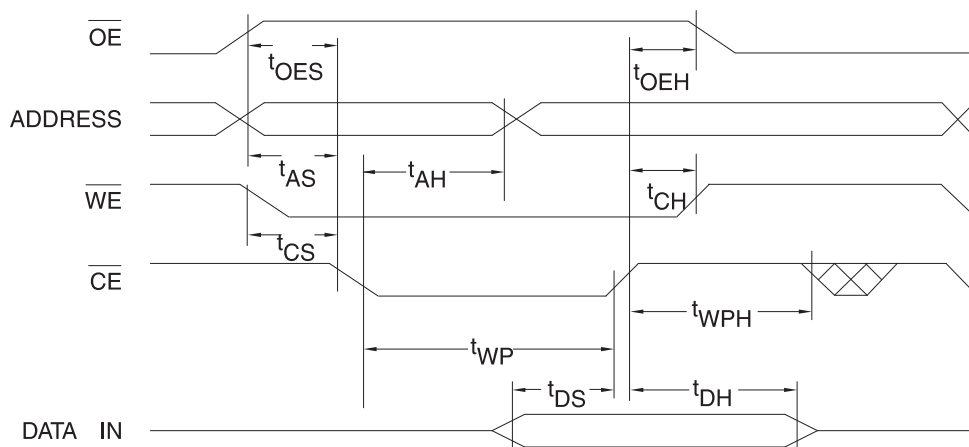 OE
tOES
tOEH
ADDRESS
tAS
tAH
tCH
WE
tCS
CE
tWPH
tWP
tDS
tDH
DATA IN